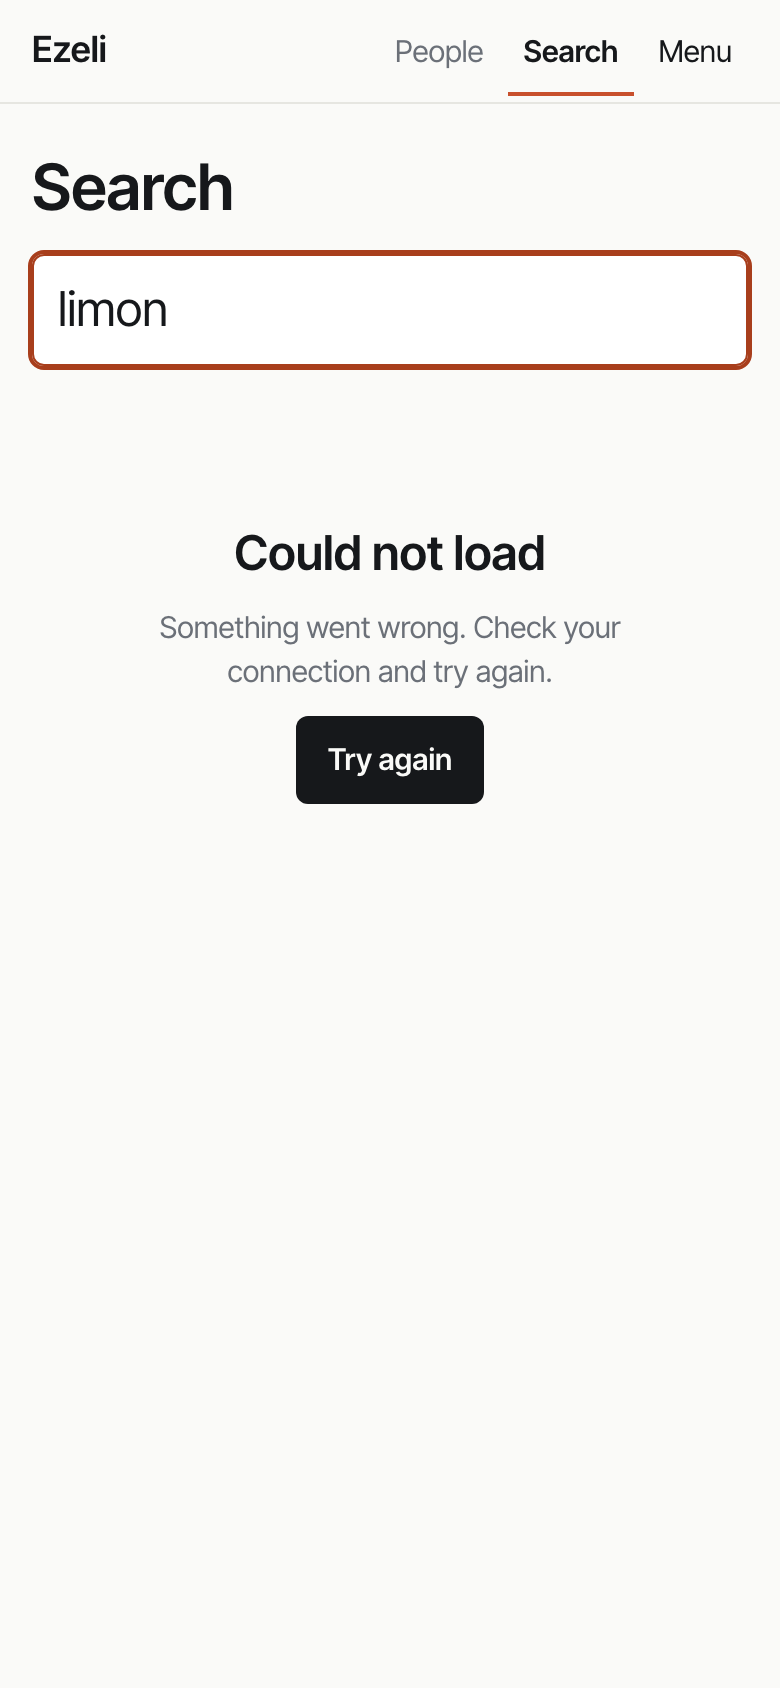 Ezeli
People Search Menu
Search
limon
Could not load
Something went wrong. Check your
connection and try again.
Try again